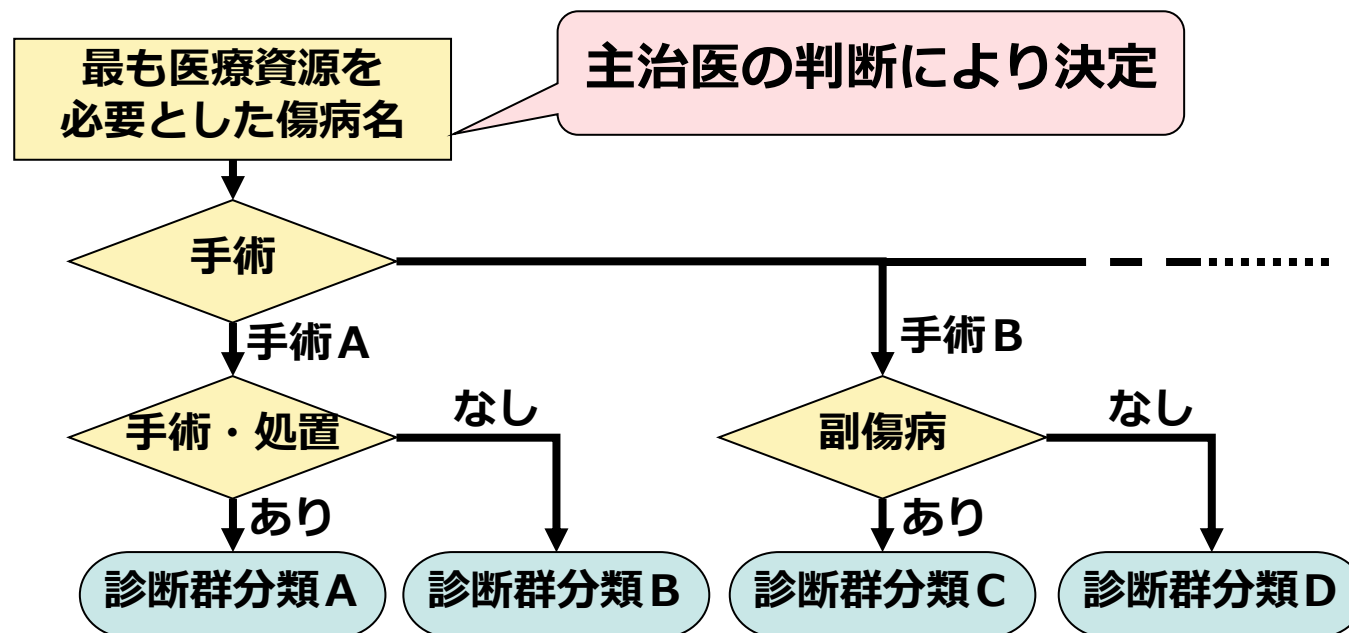 最も医療資源を
必要とした傷病名
主治医の判断により決定
手術
手術A
手術B
手術・処置
なし
副傷病
なし
あり
あり
診断群分類A
診断群分類B
診断群分類C
診断群分類D